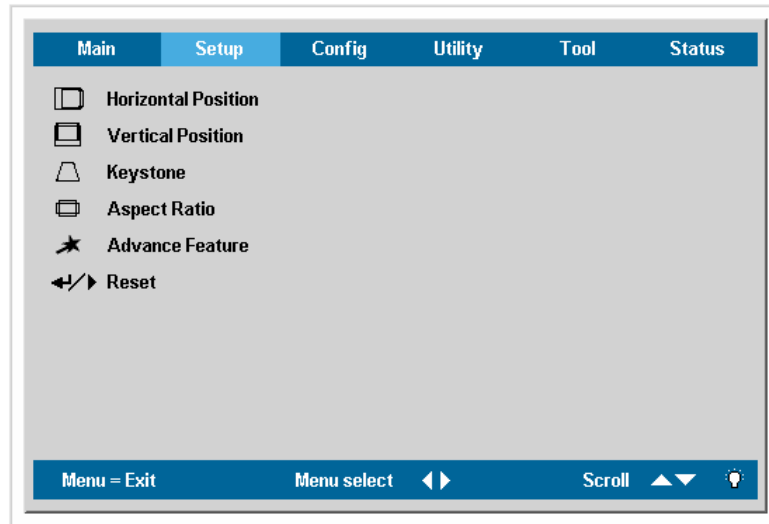 Main Setup Config Utility Tool Status
Horizontal Position
Vertical Position
Keystone
Aspect Ratio
Advance Feature
Reset
Menu = Exit Menu select Scroll